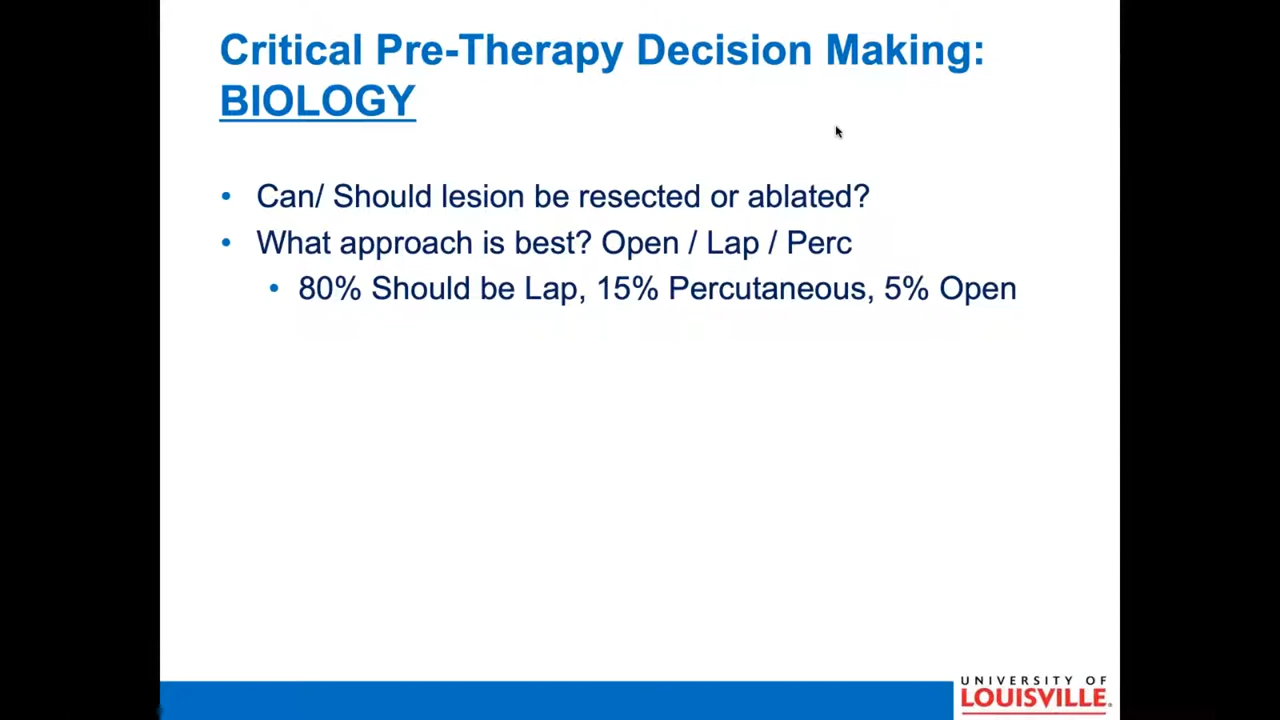 Critical Pre-Therapy Decision Making:
BIOLOGY
• Can/ Should lesion be resected or ablated?
• What approach is best? Open / Lap / Perc
• 80% Should be Lap, 15% Percutaneous, 5% Open
UNIVERSITY OF
LOUISVILLE.